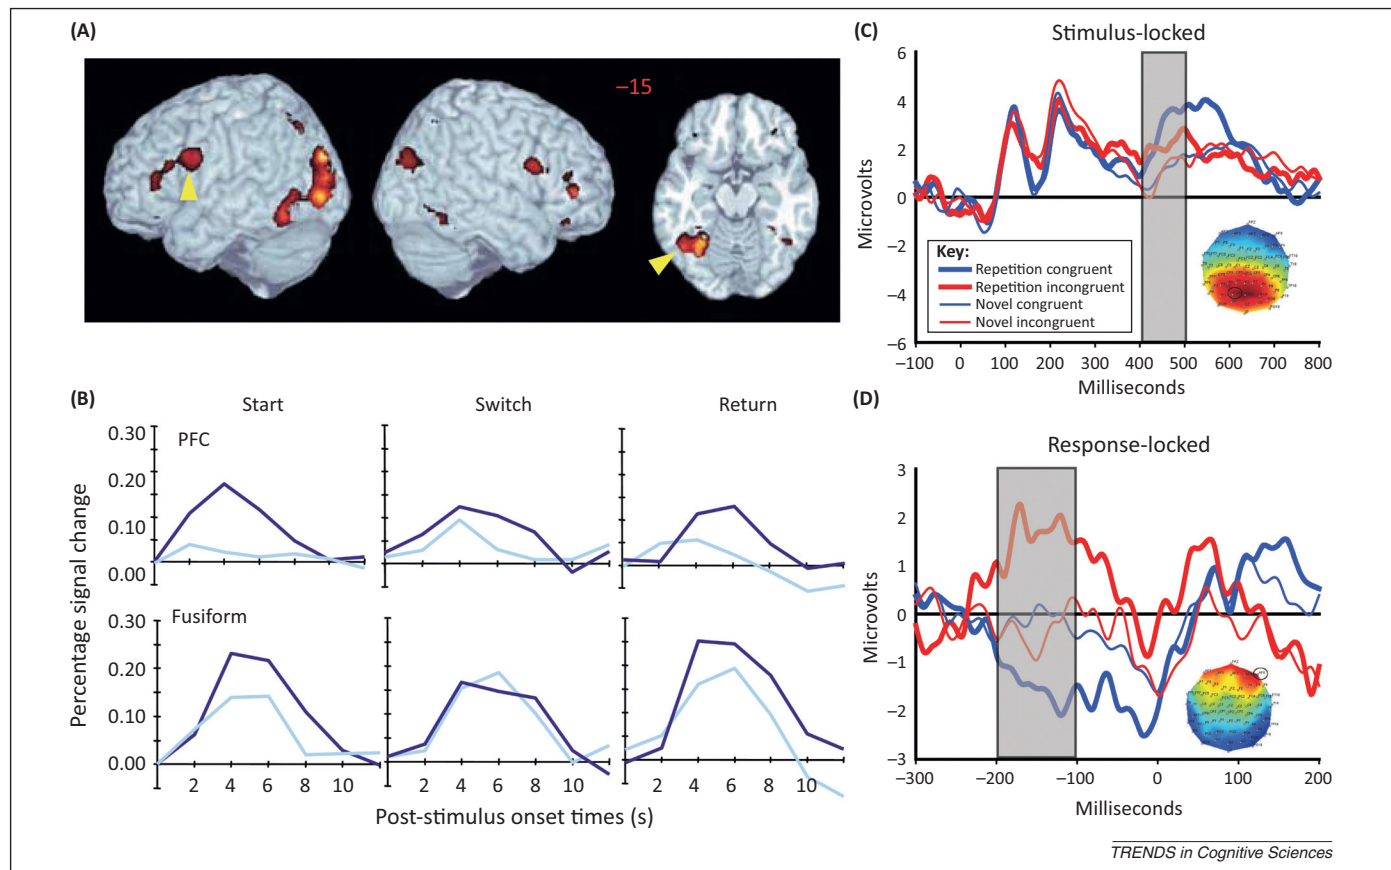 (A)
–15
(B)
Start
Switch
Return
0.30
PFC
0.20
0.10
0.00
Percentage signal change
0.30
Fusiform
0.20
0.10
0.00
2 4 6 8 10
2 4 6 8 10
2 4 6 8 10
Post-stimulus onset times (s)
(C)
Stimulus-locked
6
4
2
0
–2
–4
–6
Microvolts
Key:
Repetition congruent
Repetition incongruent
Novel congruent
Novel incongruent
–100 0 100 200 300 400 500 600 700 800
Milliseconds
(D)
Response-locked
3
2
1
0
–1
–2
–3
Microvolts
–300 –200 –100 0 100 200
Milliseconds
TRENDS in Cognitive Sciences